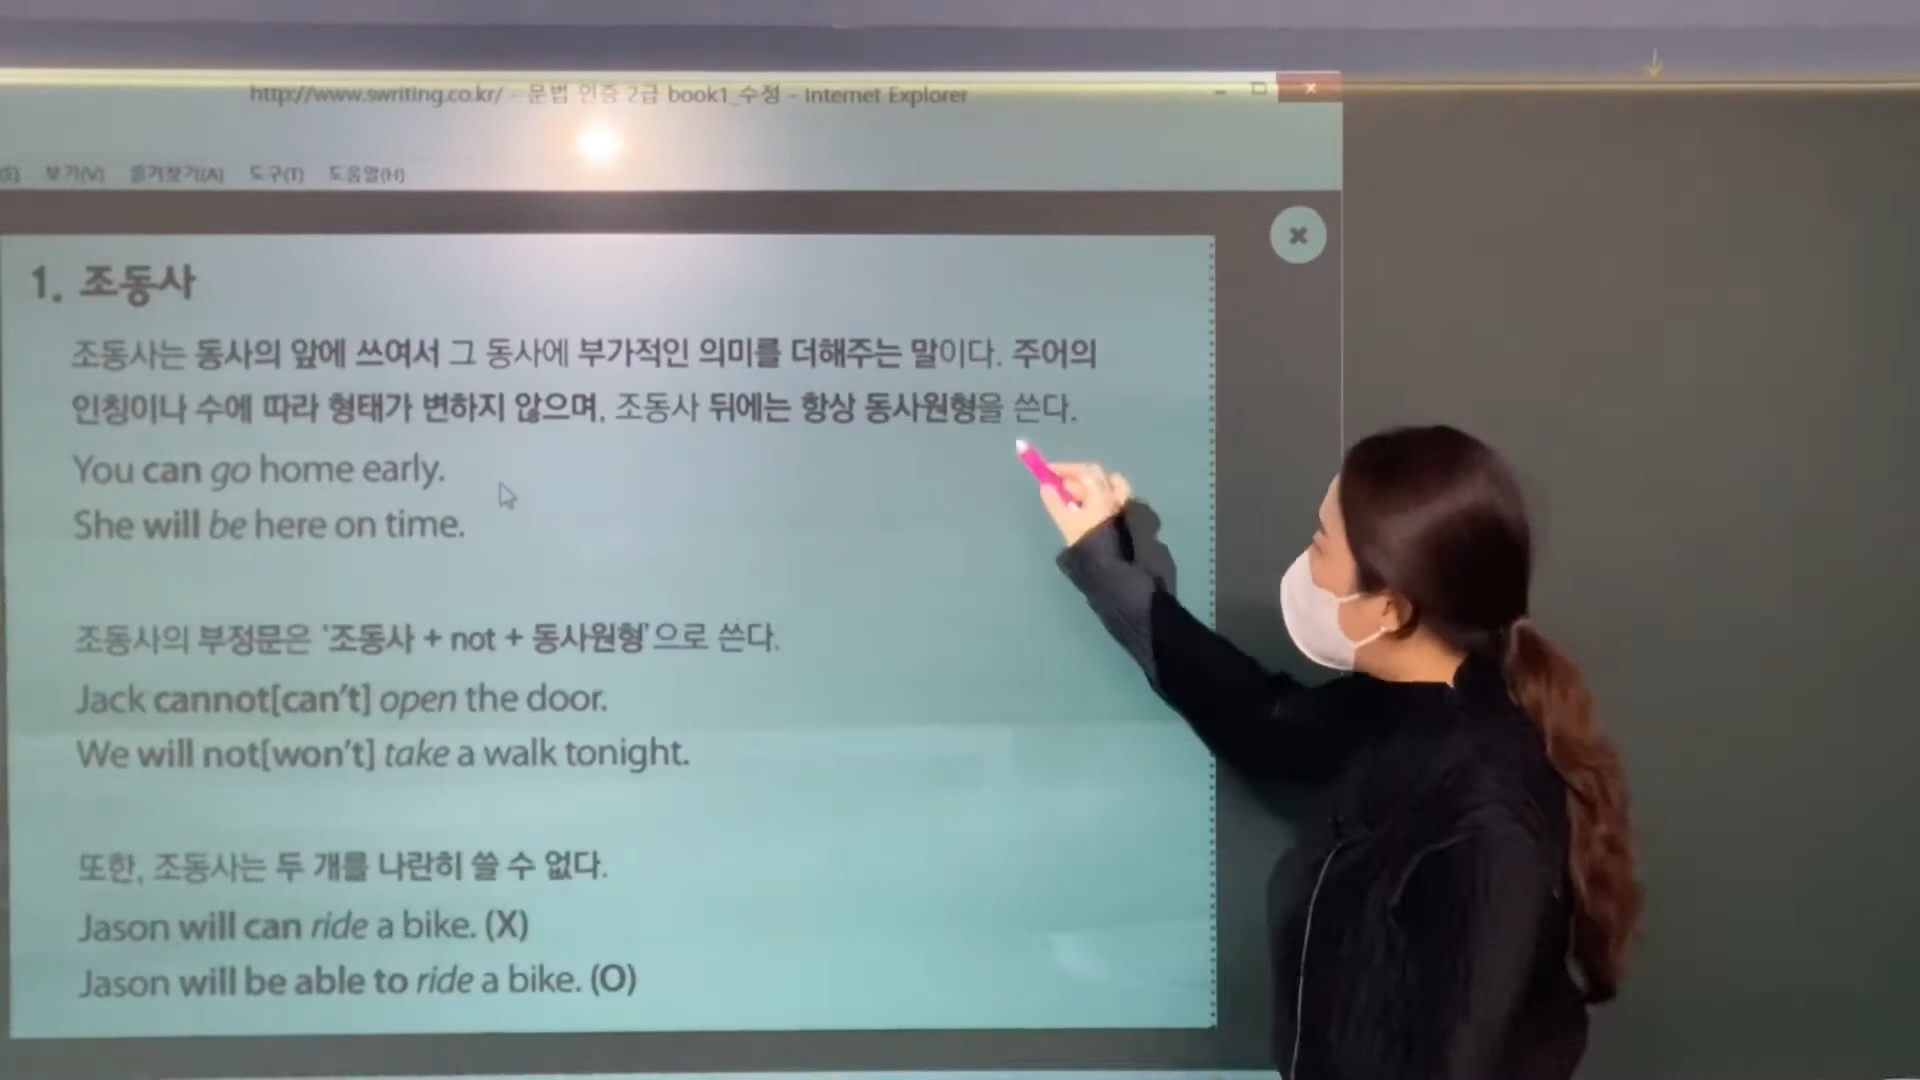 http://www.swriting.co.kr/ - 문법 인증 2급 book1_수정 - Internet Explorer
(E) 보기(V) 즐겨찾기(A) 도구(T) 도움말(H)
1. 조동사
조동사는 동사의 앞에 쓰여서 그 동사에 부가적인 의미를 더해주는 말이다. 주어의
인칭이나 수에 따라 형태가 변하지 않으며, 조동사 뒤에는 항상 동사원형을 쓴다.
You can go home early.
She will be here on time.
조동사의 부정문은 '조동사 + not + 동사원형'으로 쓴다.
Jack cannot[can't] open the door.
We will not[won't] take a walk tonight.
또한, 조동사는 두 개를 나란히 쓸 수 없다.
Jason will can ride a bike. (X)
Jason will be able to ride a bike. (O)